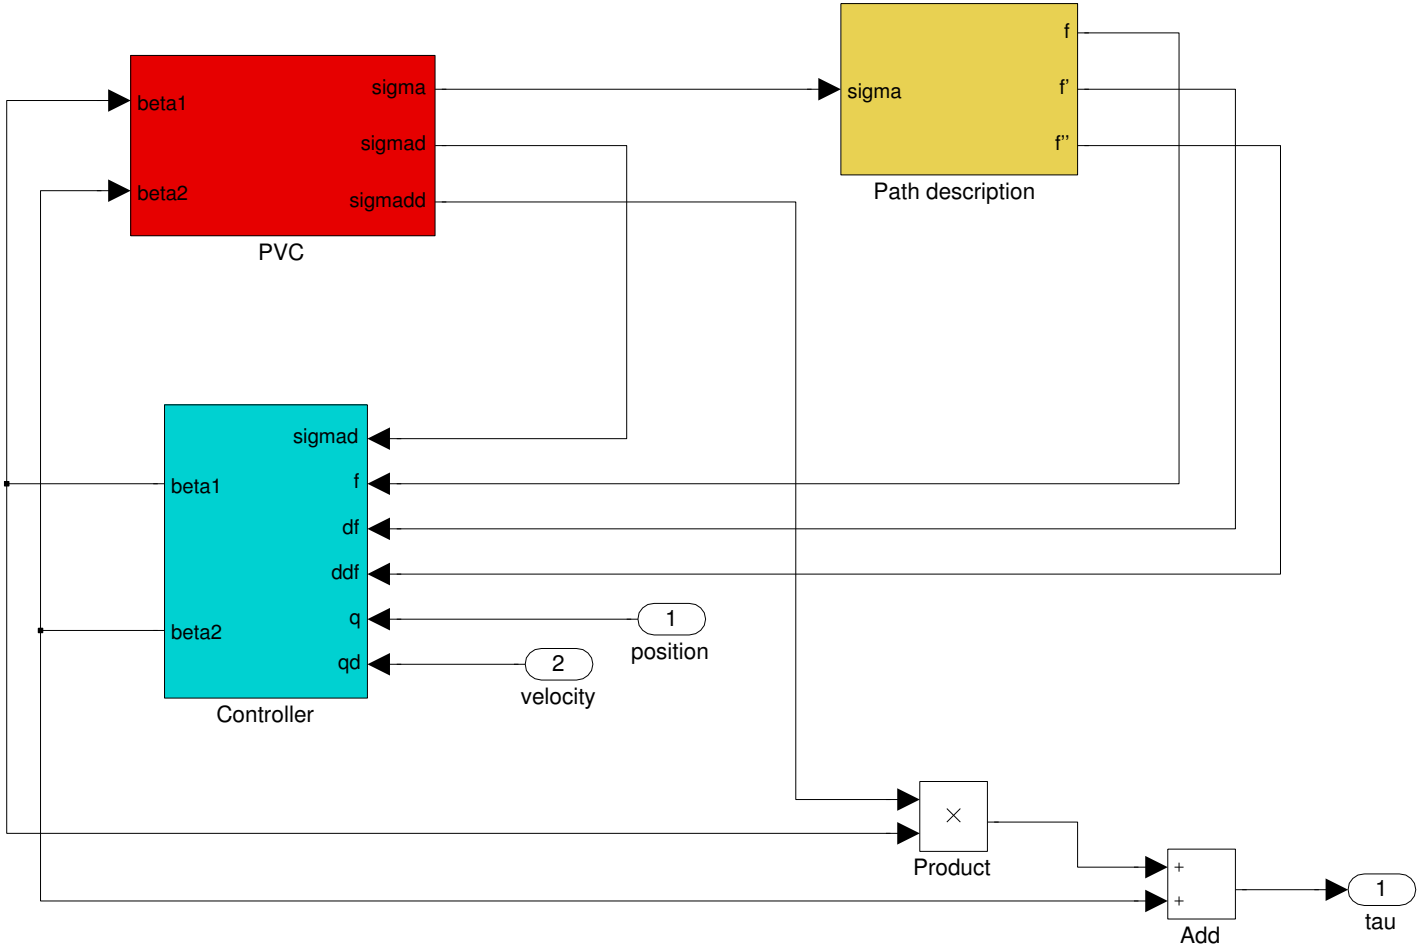 beta1
beta2
sigma
sigmad
sigmadd
PVC
sigma
f
f'
f''
Path description
sigmad
f
df
ddf
q
qd
beta1
beta2
Controller
1
position
2
velocity
×
Product
+
+
Add
1
tau